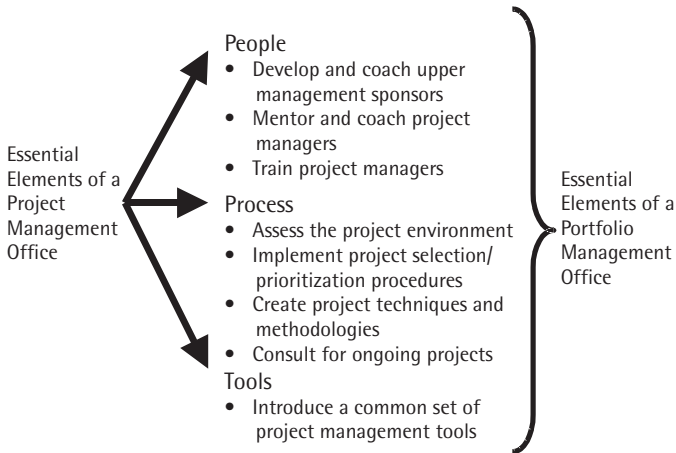 Essential
Elements of a
Project
Management
Office
People
• Develop and coach upper
management sponsors
• Mentor and coach project
managers
• Train project managers
Process
• Assess the project environment
• Implement project selection/
prioritization procedures
• Create project techniques and
methodologies
• Consult for ongoing projects
Tools
• Introduce a common set of
project management tools
Essential
Elements of a
Portfolio
Management
Office